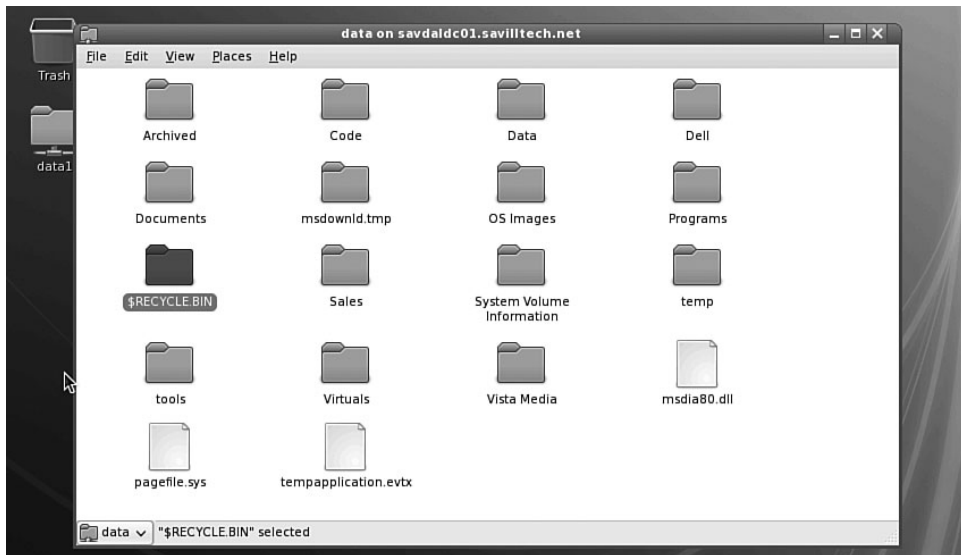 data on savdaldc01.savilltech.net
File Edit View Places Help
Trash
data1
Archived Code Data Dell
Documents msdownld.tmp OS Images Programs
$RECYCLE.BIN Sales System Volume Information temp
tools Virtuals Vista Media msdia80.dll
pagefile.sys tempapplication.evtx
data "$RECYCLE.BIN" selected